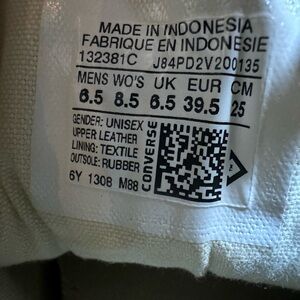 MADE IN INDONESIA
FABRIQUE EN INDONESIE
132381C J84PD2V200135
MENS WO'S UK EUR CM
6.5 8.5 6.5 39.5 25
GENDER: UNISEX
UPPER LEATHER
LINING: TEXTILE
OUTSOLE: RUBBER
6Y 1308 M88
CONVERSE